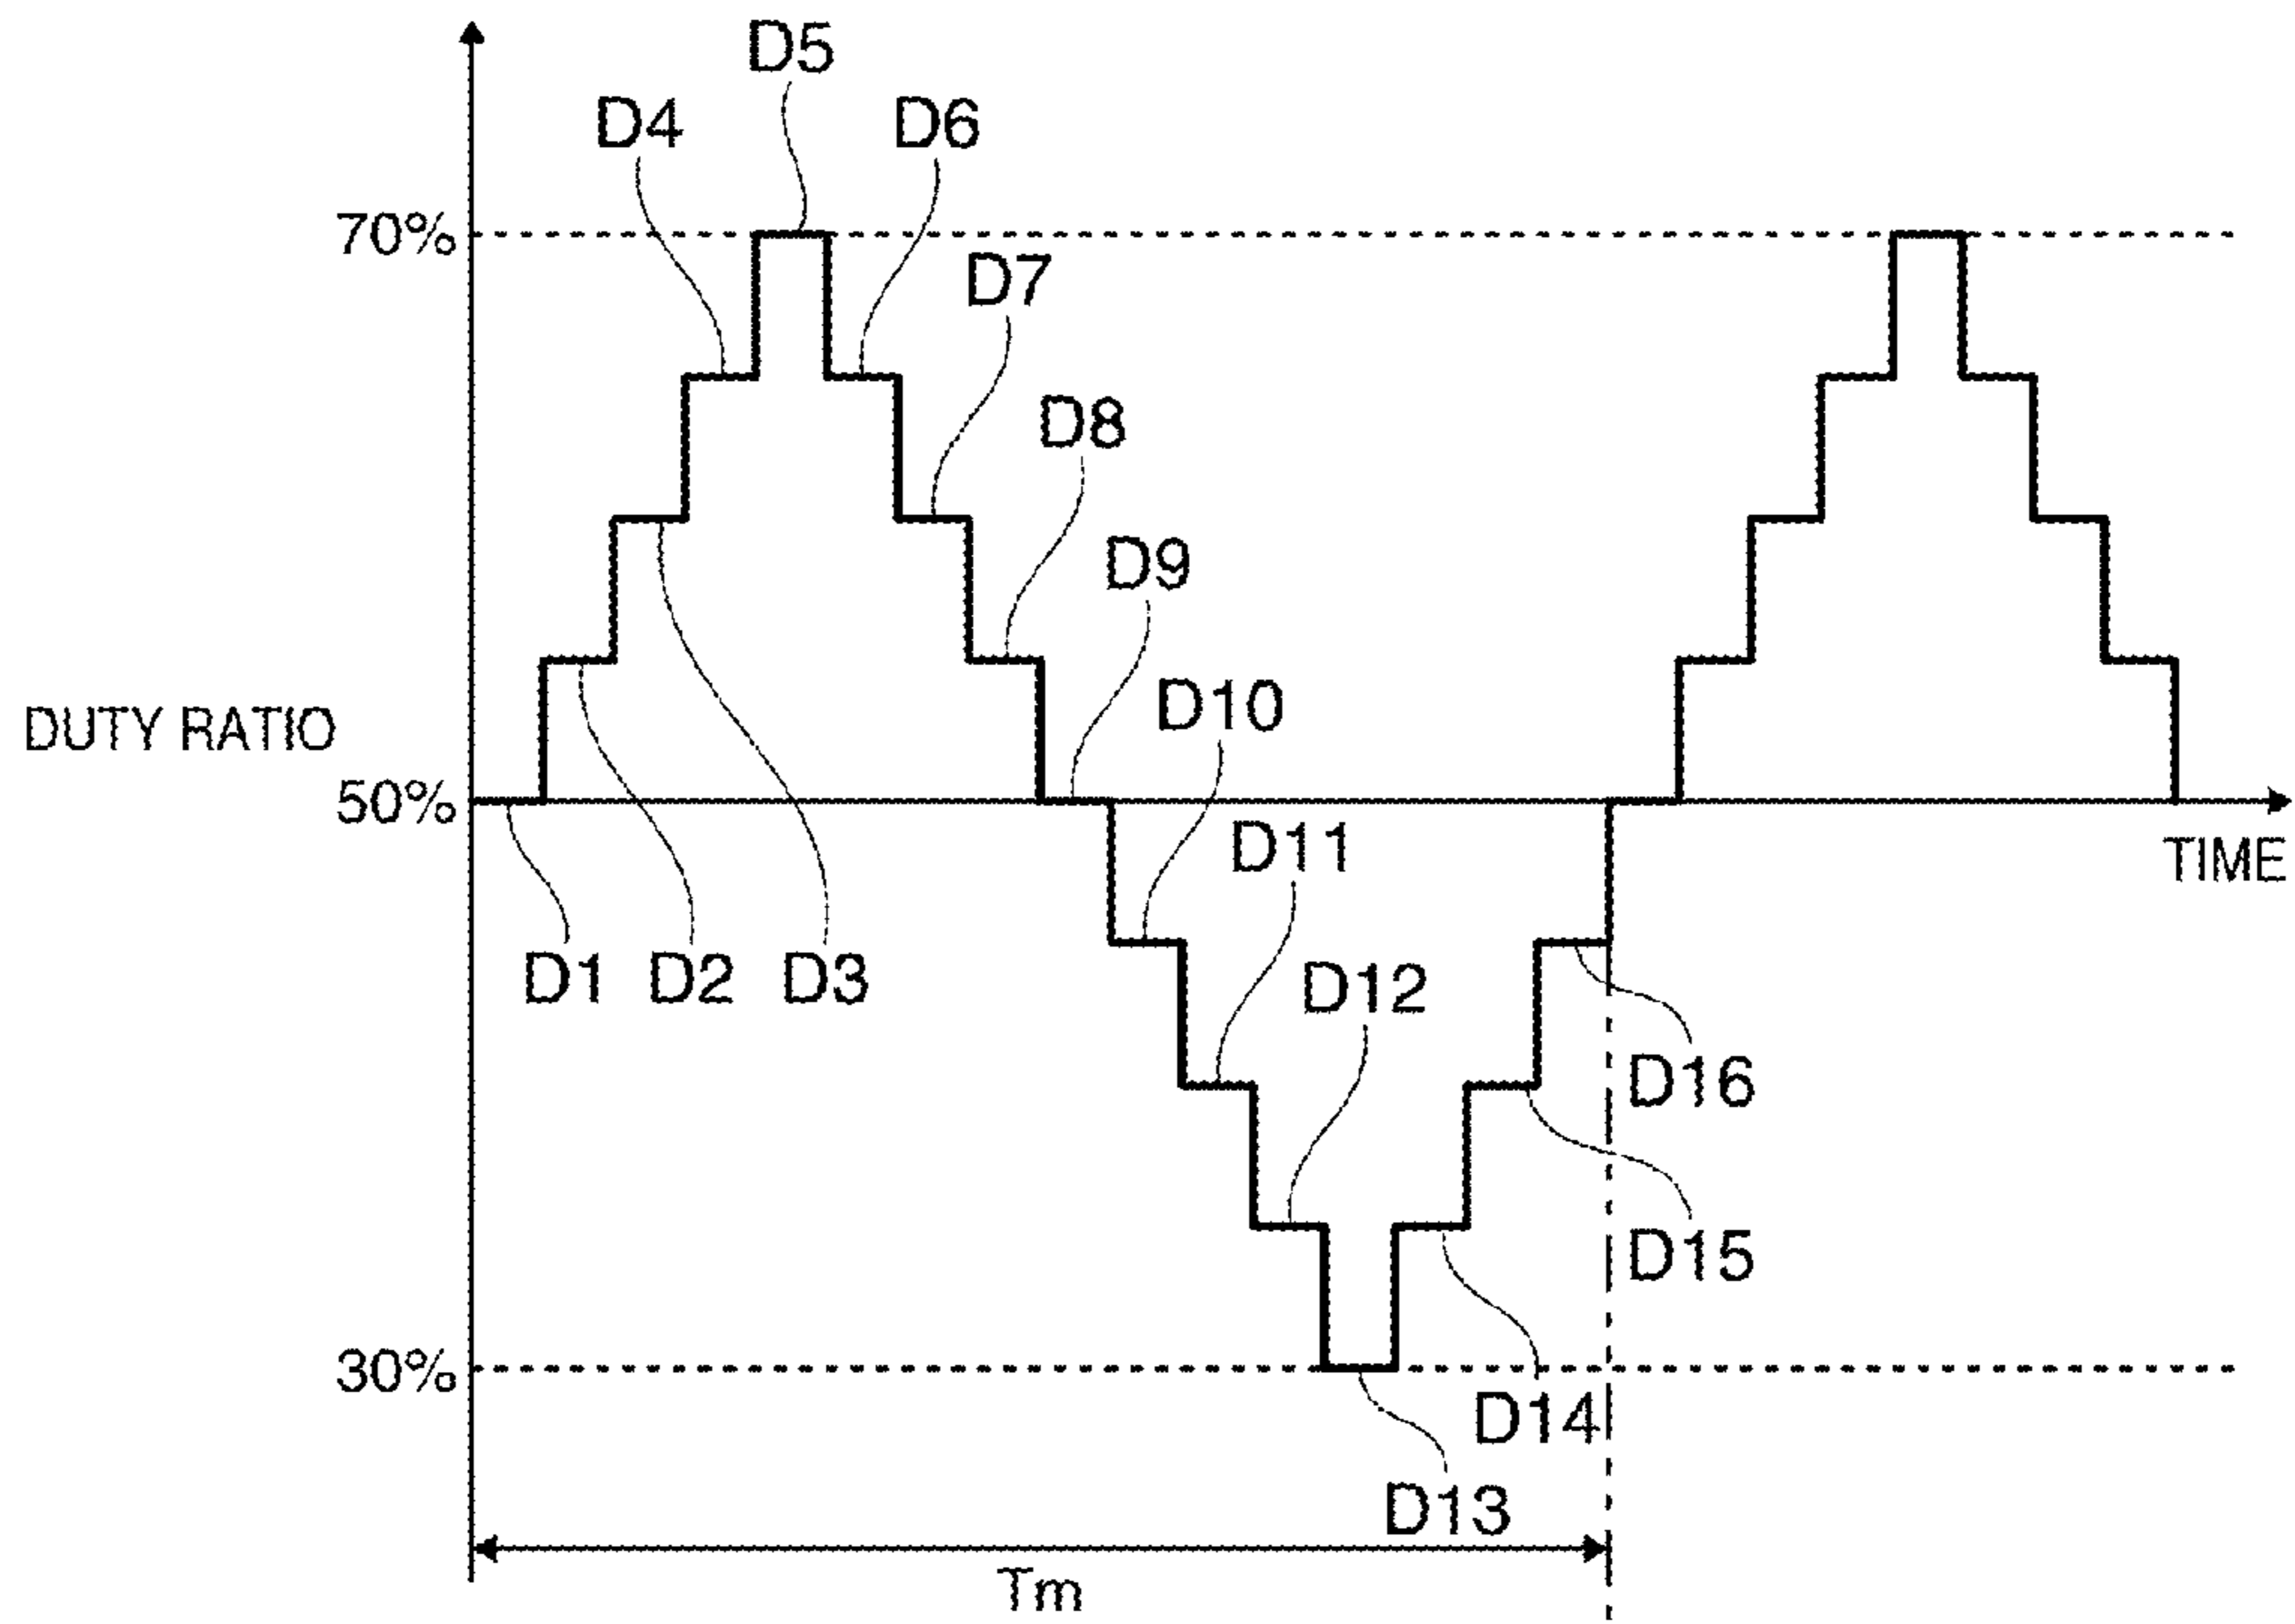 D5
D4
D6
70%
D7
D8
D9
D10
DUTY RATIO
50%
D11
TIME
D1
D2
D3
D12
D16
D15
30%
D14
D13
Tm